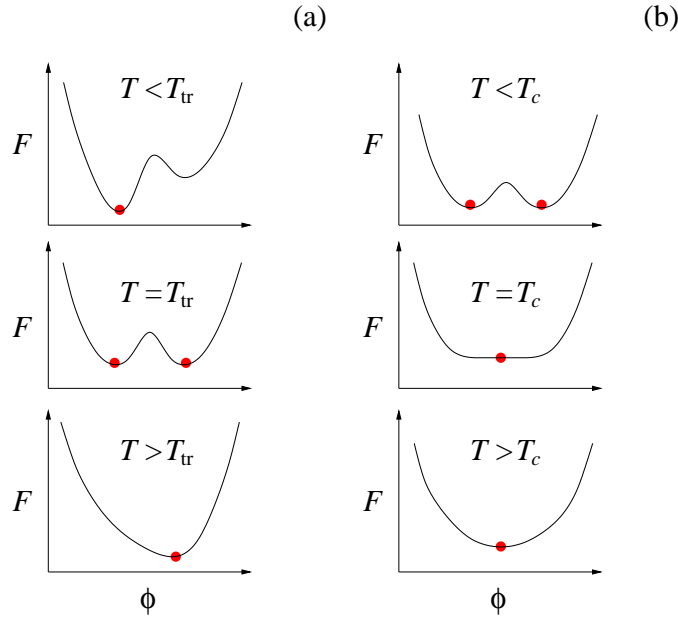 (a)
F
T < T_tr
F
T = T_tr
F
T > T_tr
ϕ
(b)
F
T < T_c
F
T = T_c
F
T > T_c
ϕ